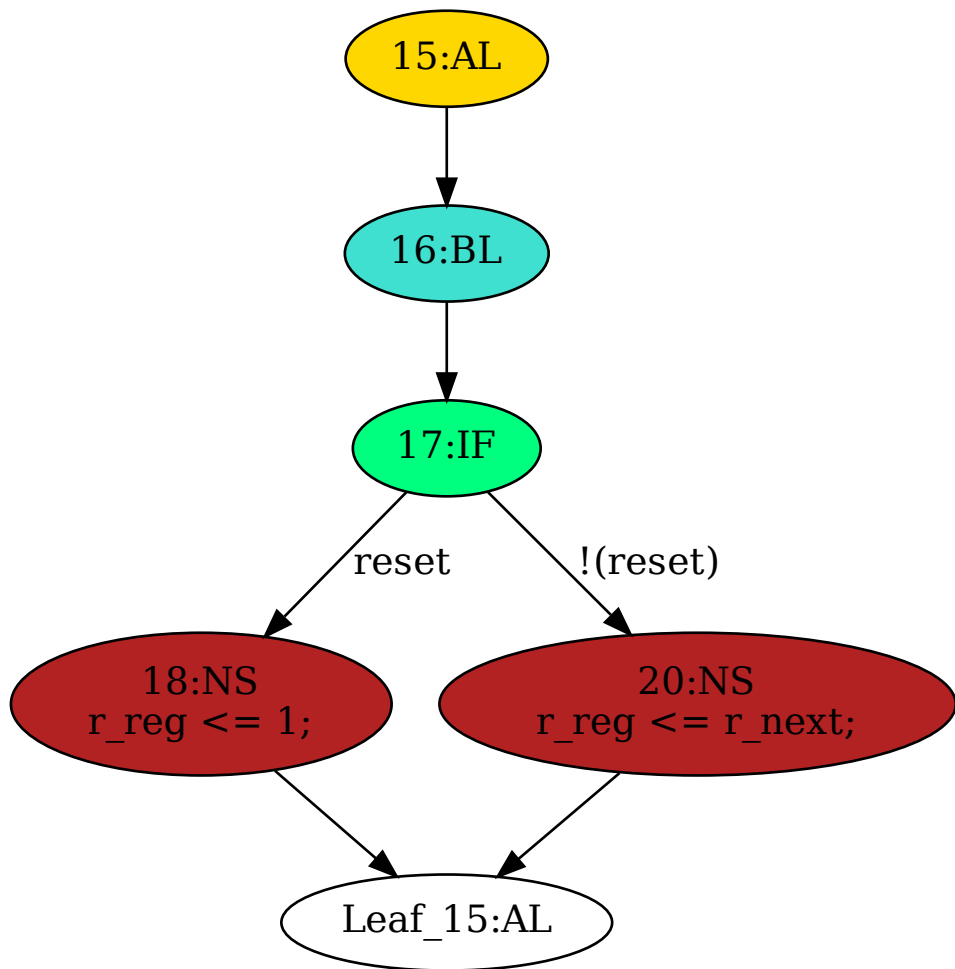 15:AL
16:BL
17:IF
reset
!(reset)
18:NS
r_reg <= 1;
20:NS
r_reg <= r_next;
Leaf_15:AL